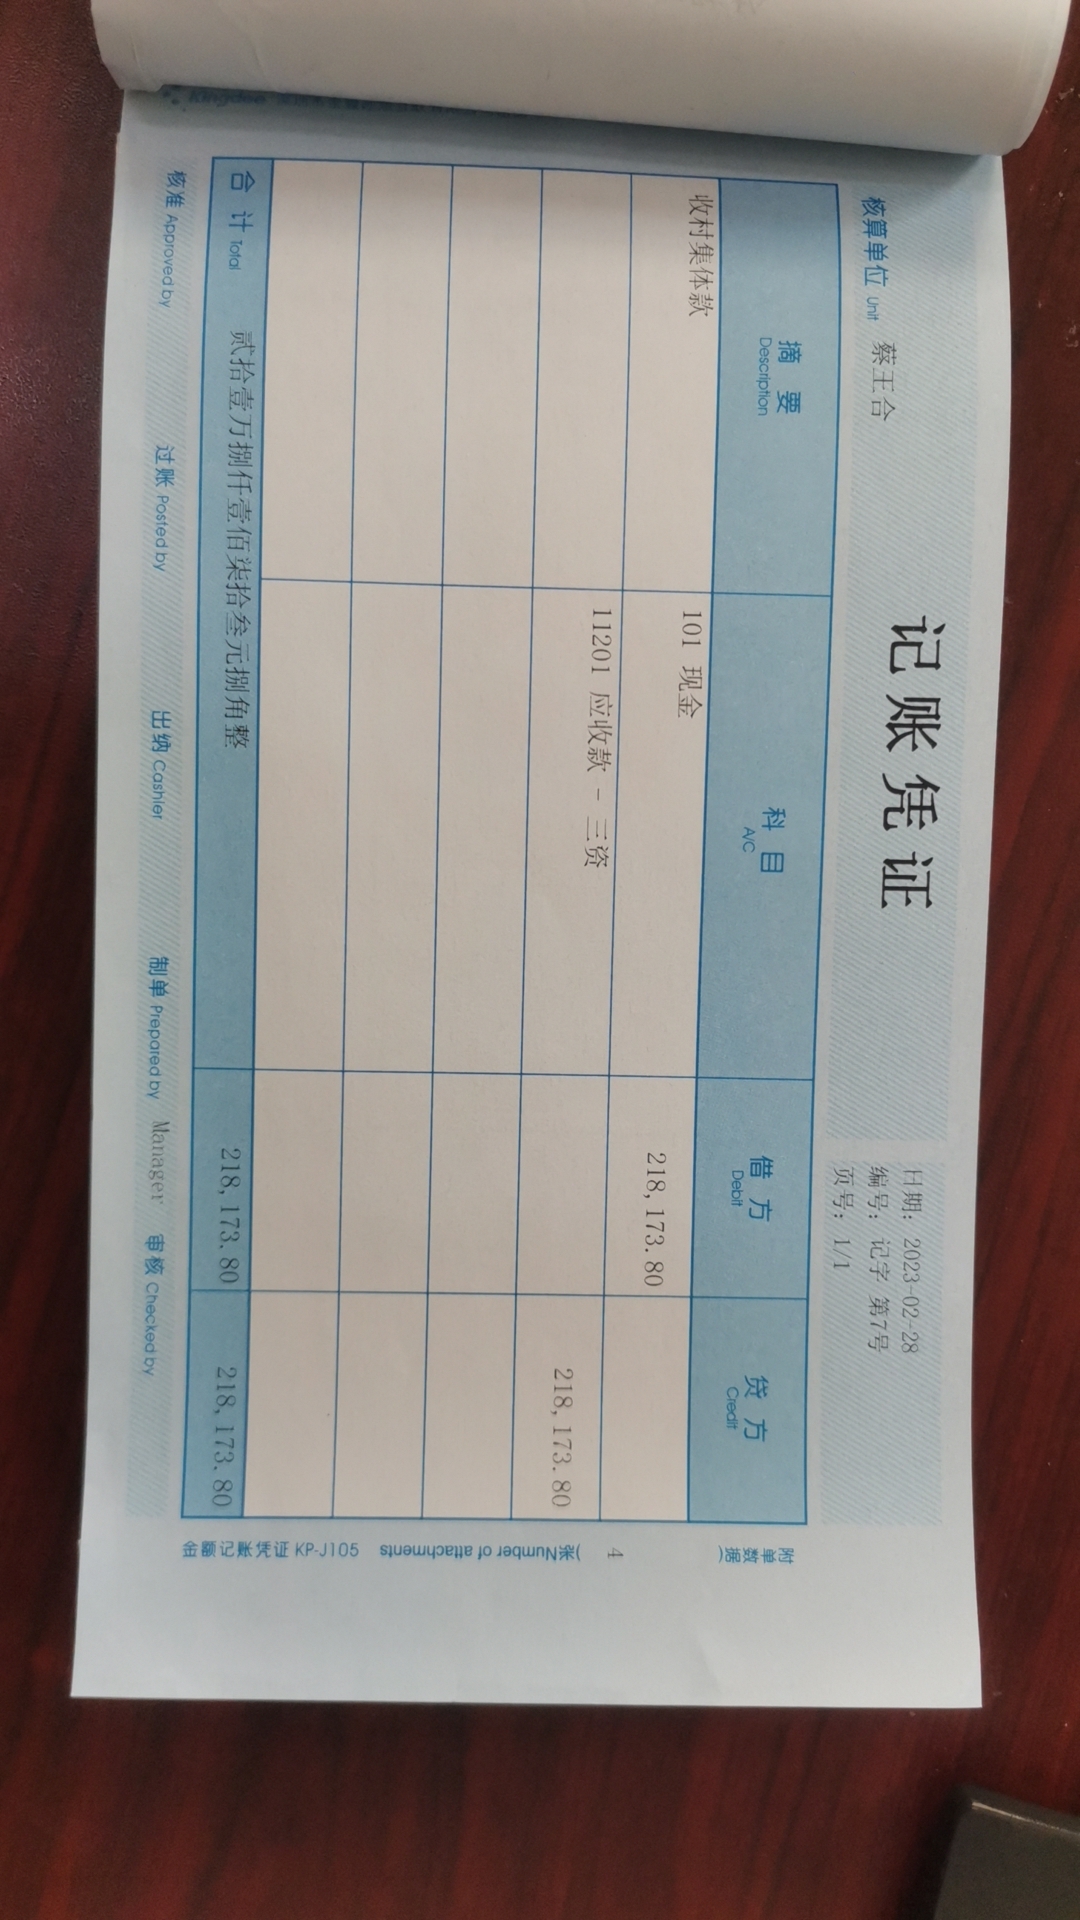 记账凭证
日期：2023-02-28
核算单位 Unit 蔡王合
编号：记字 第7号
页号：1/1
摘要 Description 科目 A/C 借方 Debit 贷方 Credit
收村集体款 101 现金 218,173.80
11201 应收款 - 三资 218,173.80
合计 Total 贰拾壹万捌仟壹佰柒拾叁元捌角整 218,173.80 218,173.80
核准 Approved by 过账 Posted by 出纳 Cashier 制单 Prepared by Manager 审核 Checked by
附单据数( 4 张)Number of attachments
金额记账凭证 KP-J105
Kingdee